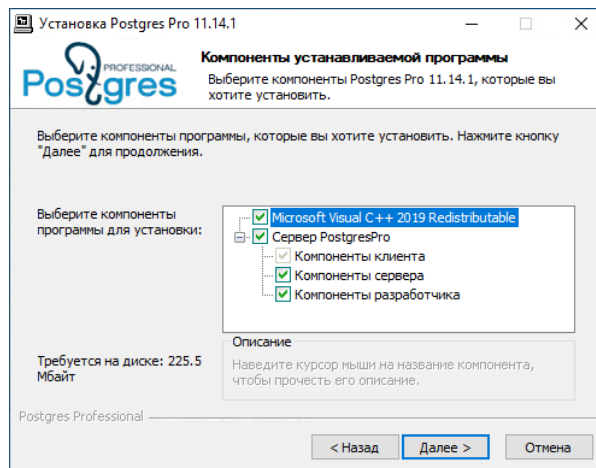 Установка Postgres Pro 11.14.1
PROFESSIONAL
Postgres
Компоненты устанавливаемой программы
Выберите компоненты Postgres Pro 11.14.1, которые вы
хотите установить.
Выберите компоненты программы, которые вы хотите установить. Нажмите кнопку
"Далее" для продолжения.
Выберите компоненты
программы для установки:
Microsoft Visual C++ 2019 Redistributable
Сервер PostgresPro
Компоненты клиента
Компоненты сервера
Компоненты разработчика
Требуется на диске: 225.5
Мбайт
Описание
Наведите курсор мыши на название компонента,
чтобы прочесть его описание.
Postgres Professional
< Назад
Далее >
Отмена